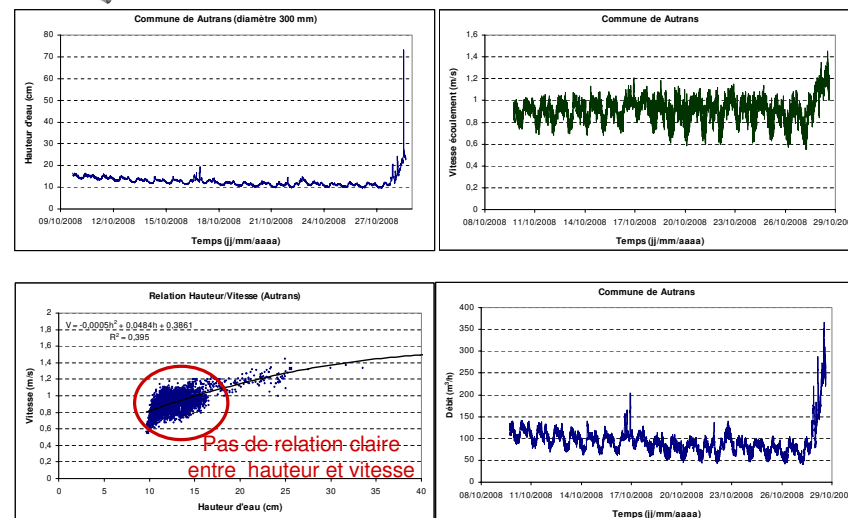 Commune de Autrans (diamètre 300 mm)
Hauteur d'eau (cm)
80
70
60
50
40
30
20
10
0
09/10/2008 12/10/2008 15/10/2008 18/10/2008 21/10/2008 24/10/2008 27/10/2008
Temps (jj/mm/aaaa)
Commune de Autrans
Vitesse écoulement (m/s)
1,6
1,4
1,2
1
0,8
0,6
0,4
0,2
0
08/10/2008 11/10/2008 14/10/2008 17/10/2008 20/10/2008 23/10/2008 26/10/2008 29/10/200
Temps (jj/mm/aaaa)
Relation Hauteur/Vitesse (Autrans)
Vitesse (m/s)
2
1,8
1,6
1,4
1,2
1
0,8
0,6
0,4
0,2
0
V = -0,0005h² + 0,0484h + 0,3861
R² = 0,395
Pas de relation claire
entre hauteur et vitesse
0 5 10 15 20 25 30 35 40
Hauteur d'eau (cm)
Commune de Autrans
Débit (m³/h)
400
350
300
250
200
150
100
50
0
08/10/2008 11/10/2008 14/10/2008 17/10/2008 20/10/2008 23/10/2008 26/10/2008 29/10/200
Temps (jj/mm/aaaa)